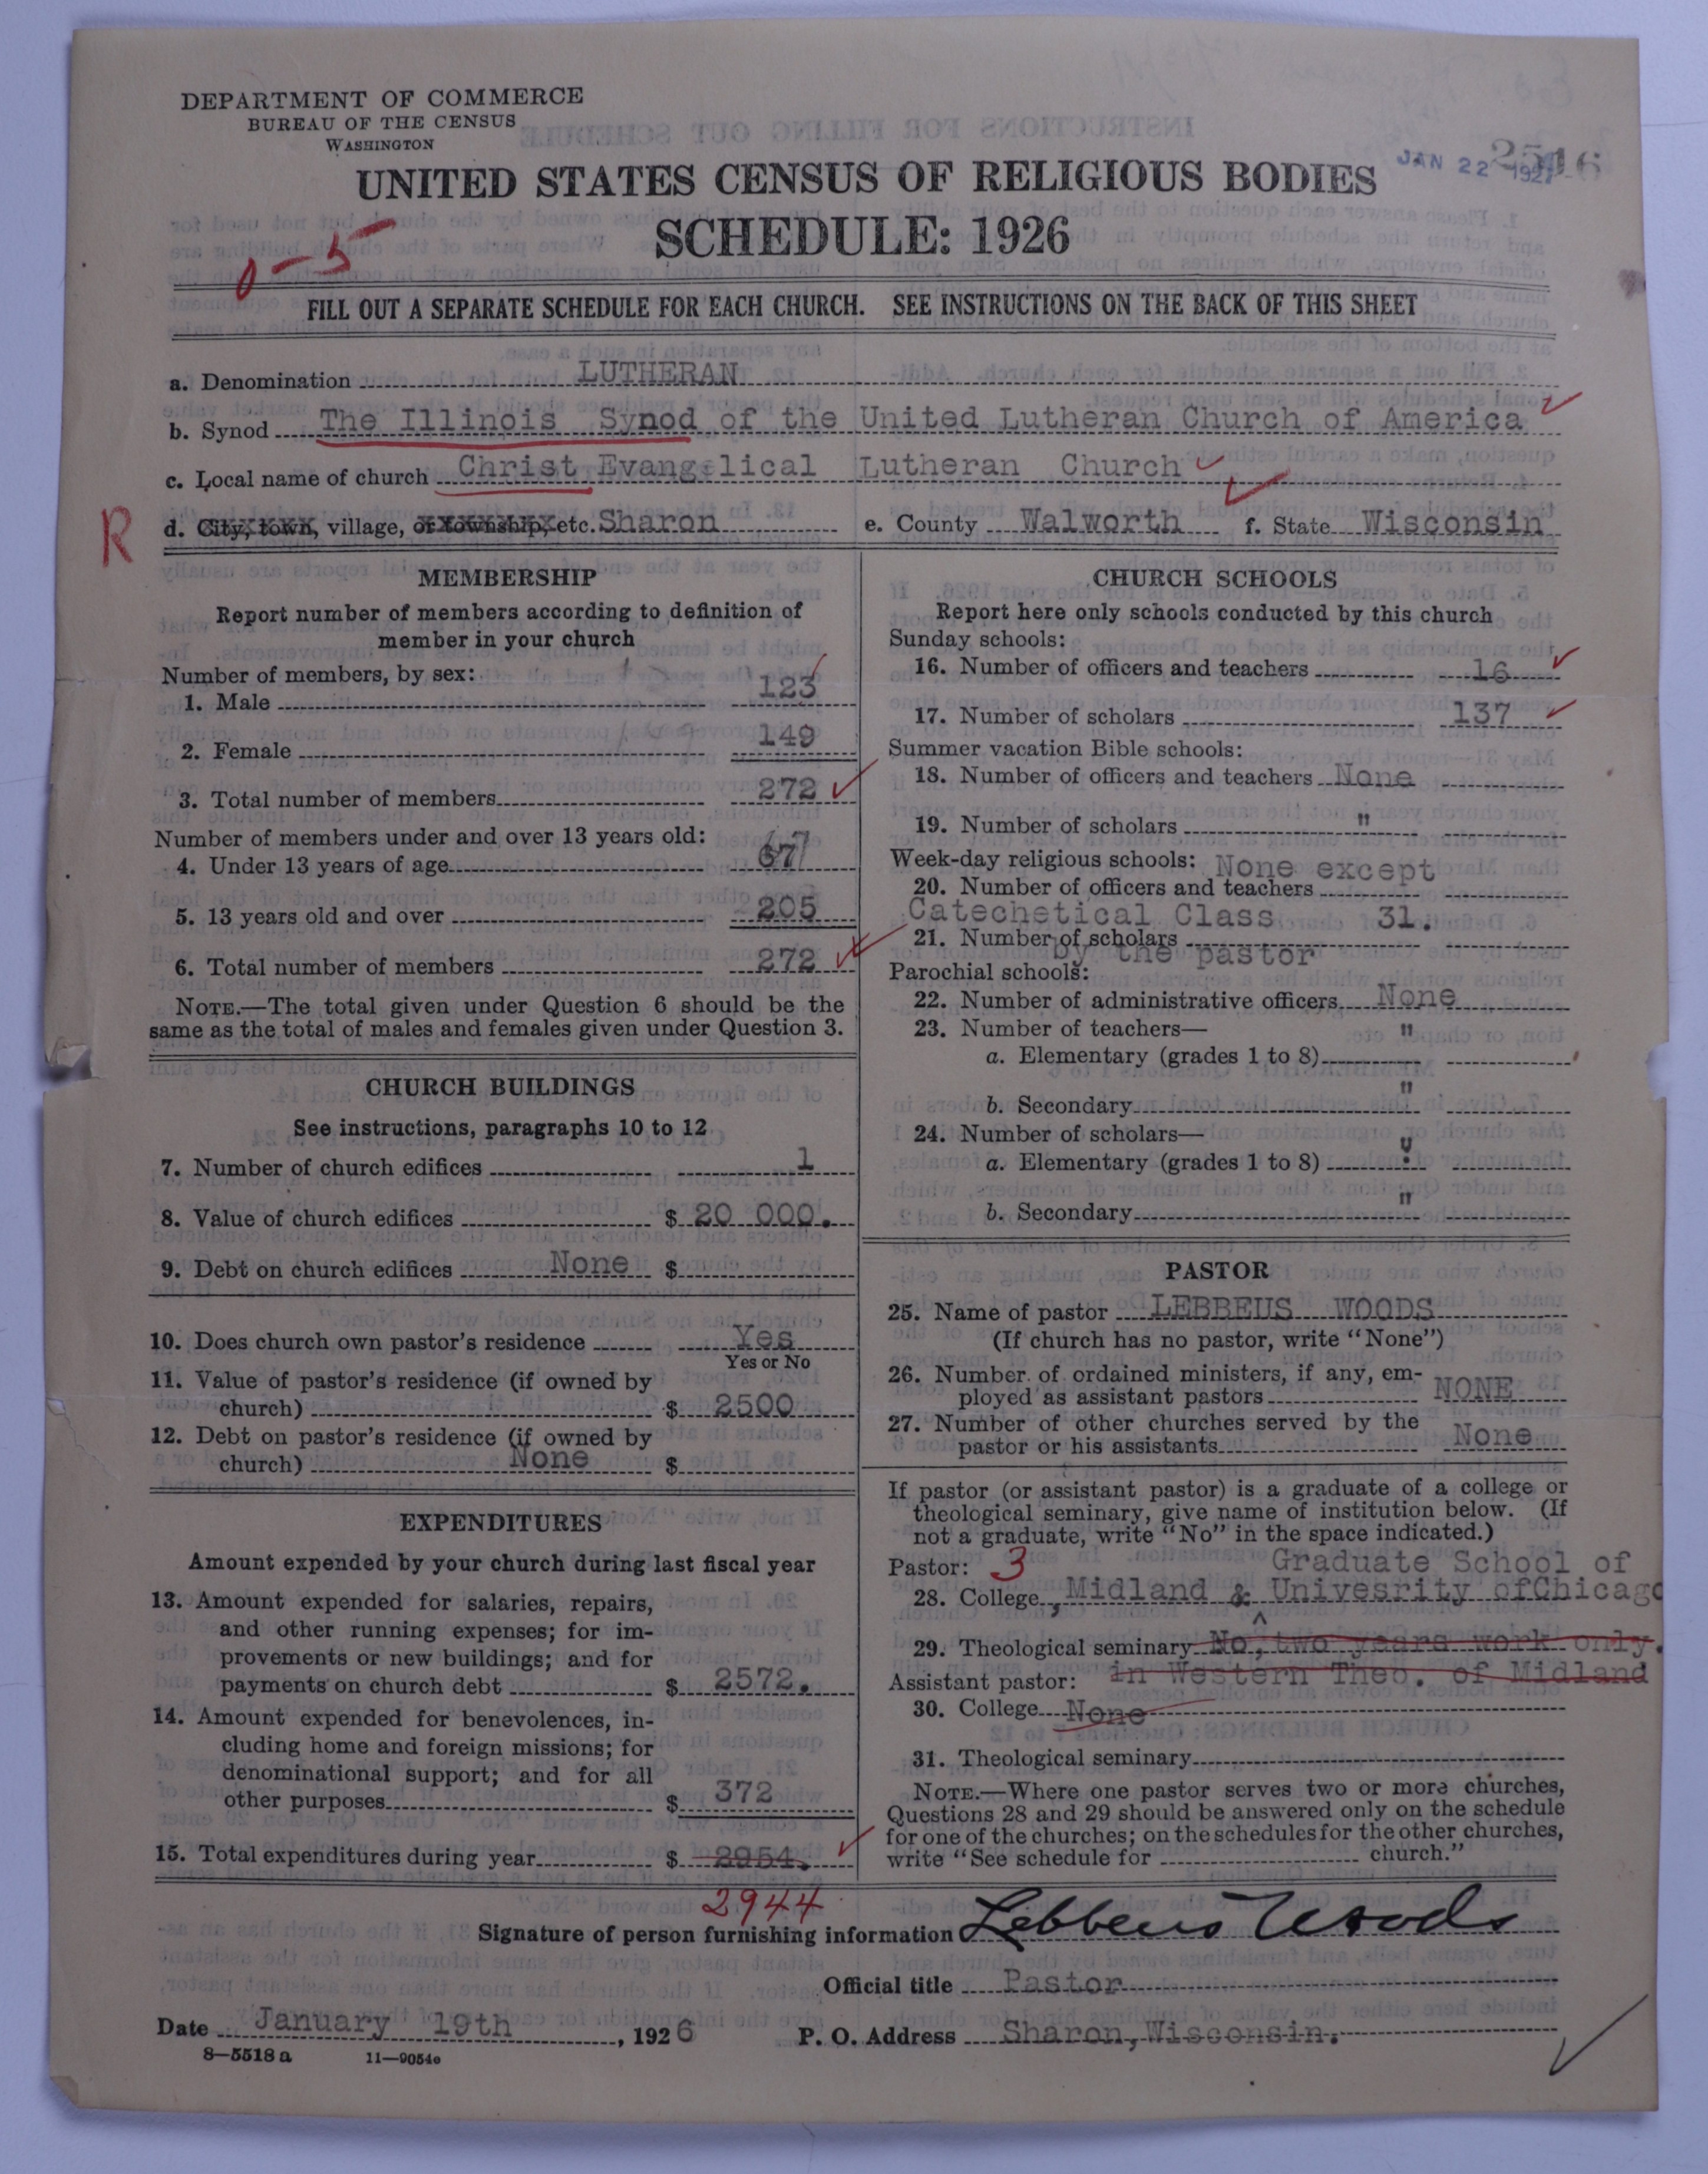 DEPARTMENT OF COMMERCE
BUREAU OF THE CENSUS
WASHINGTON
JAN 22 1927
UNITED STATES CENSUS OF RELIGIOUS BODIES
SCHEDULE: 1926
0-5
FILL OUT A SEPARATE SCHEDULE FOR EACH CHURCH. SEE INSTRUCTIONS ON THE BACK OF THIS SHEET
a. Denomination LUTHERAN
b. Synod The Illinois Synod of the United Lutheran Church of America
c. Local name of church Christ Evangelical Lutheran Church
R
d. City, town, village, or township, etc. Sharon e. County Walworth f. State Wisconsin
MEMBERSHIP
Report number of members according to definition of
member in your church
Number of members, by sex:
1. Male 123
2. Female 149
3. Total number of members 272
Number of members under and over 13 years old:
4. Under 13 years of age 67
5. 13 years old and over 205
6. Total number of members 272
NOTE.—The total given under Question 6 should be the
same as the total of males and females given under Question 3.
CHURCH BUILDINGS
See instructions, paragraphs 10 to 12
7. Number of church edifices 1
8. Value of church edifices $ 20 000.
9. Debt on church edifices None $
10. Does church own pastor's residence Yes
Yes or No
11. Value of pastor's residence (if owned by
church) $ 2500
12. Debt on pastor's residence (if owned by
church) None $
EXPENDITURES
Amount expended by your church during last fiscal year
13. Amount expended for salaries, repairs,
and other running expenses; for im-
provements or new buildings; and for
payments on church debt $ 2572.
14. Amount expended for benevolences, in-
cluding home and foreign missions; for
denominational support; and for all
other purposes $ 372
15. Total expenditures during year $ 2954.
2944
CHURCH SCHOOLS
Report here only schools conducted by this church
Sunday schools:
16. Number of officers and teachers 16
17. Number of scholars 137
Summer vacation Bible schools:
18. Number of officers and teachers None
19. Number of scholars "
Week-day religious schools: None except
20. Number of officers and teachers
Catechetical Class 31.
21. Number of scholars
by the pastor
Parochial schools:
22. Number of administrative officers None
23. Number of teachers— "
a. Elementary (grades 1 to 8)
b. Secondary "
24. Number of scholars—
a. Elementary (grades 1 to 8) "
b. Secondary "
PASTOR
25. Name of pastor LEBBEUS WOODS
(If church has no pastor, write "None")
26. Number of ordained ministers, if any, em-
ployed as assistant pastors NONE
27. Number of other churches served by the
pastor or his assistants None
If pastor (or assistant pastor) is a graduate of a college or
theological seminary, give name of institution below. (If
not a graduate, write "No" in the space indicated.)
Pastor: 3 Graduate School of
28. College, Midland & Univesrity ofChicago
29. Theological seminary No, two years work only.
Assistant pastor: in Western Theo. of Midland
30. College None
31. Theological seminary
NOTE.—Where one pastor serves two or more churches,
Questions 28 and 29 should be answered only on the schedule
for one of the churches; on the schedules for the other churches,
write "See schedule for church."
Signature of person furnishing information Lebbeus Woods
Official title Pastor
Date January 19th, 1926 P. O. Address Sharon, Wisconsin.
8—5518 a 11—9054e